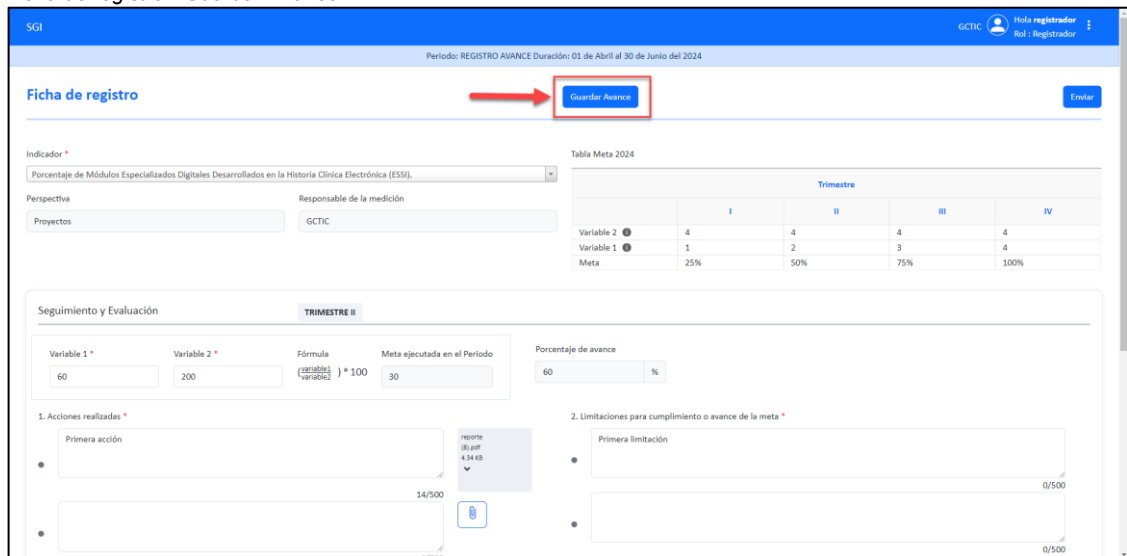 SGI
GCTIC
Hola registrador
Rol : Registrador
Periodo: REGISTRO AVANCE Duración: 01 de Abril al 30 de Junio del 2024
Ficha de registro
Guardar Avance
Enviar
Indicador *
Porcentaje de Módulos Especializados Digitales Desarrollados en la Historia Clínica Electrónica (ESSI).
Perspectiva
Responsable de la medición
Proyectos
GCTIC
Tabla Meta 2024
Trimestre
I II III IV
Variable 2 4 4 4 4
Variable 1 1 2 3 4
Meta 25% 50% 75% 100%
Seguimiento y Evaluación
TRIMESTRE II
Variable 1 * Variable 2 * Fórmula Meta ejecutada en el Periodo Porcentaje de avance
60 200 (variable1/variable2) * 100 30 60 %
1. Acciones realizadas *
Primera acción
reporte
(8).pdf
4.34 KB
14/500
2. Limitaciones para cumplimiento o avance de la meta *
Primera limitación
0/500
0/500